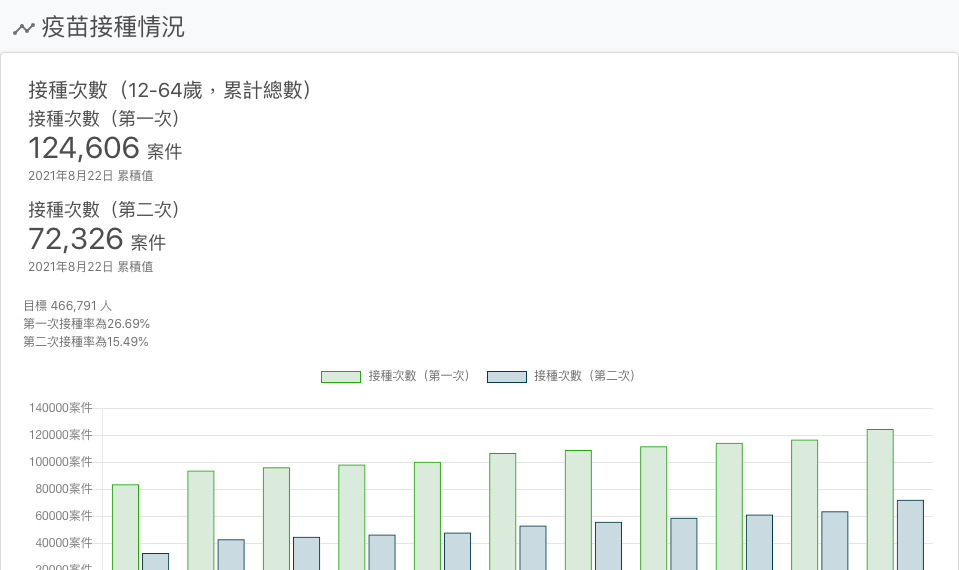 疫苗接種情況
接種次數（12-64歲，累計總數）
接種次數（第一次）
124,606 案件
2021年8月22日 累積值
接種次數（第二次）
72,326 案件
2021年8月22日 累積值
目標 466,791 人
第一次接種率為26.69%
第二次接種率為15.49%
接種次數（第一次） 接種次數（第二次）
140000案件
120000案件
100000案件
80000案件
60000案件
40000案件
20000案件